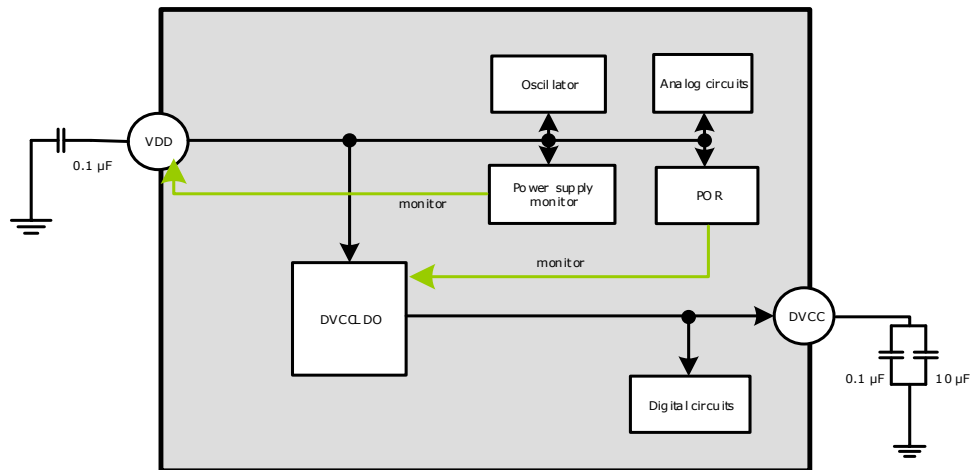 Oscillator
Analog circuits
VDD
0.1 µF
Power supply
monitor
POR
monitor
monitor
DVCCLDO
DVCC
0.1 µF
10 µF
Digital circuits